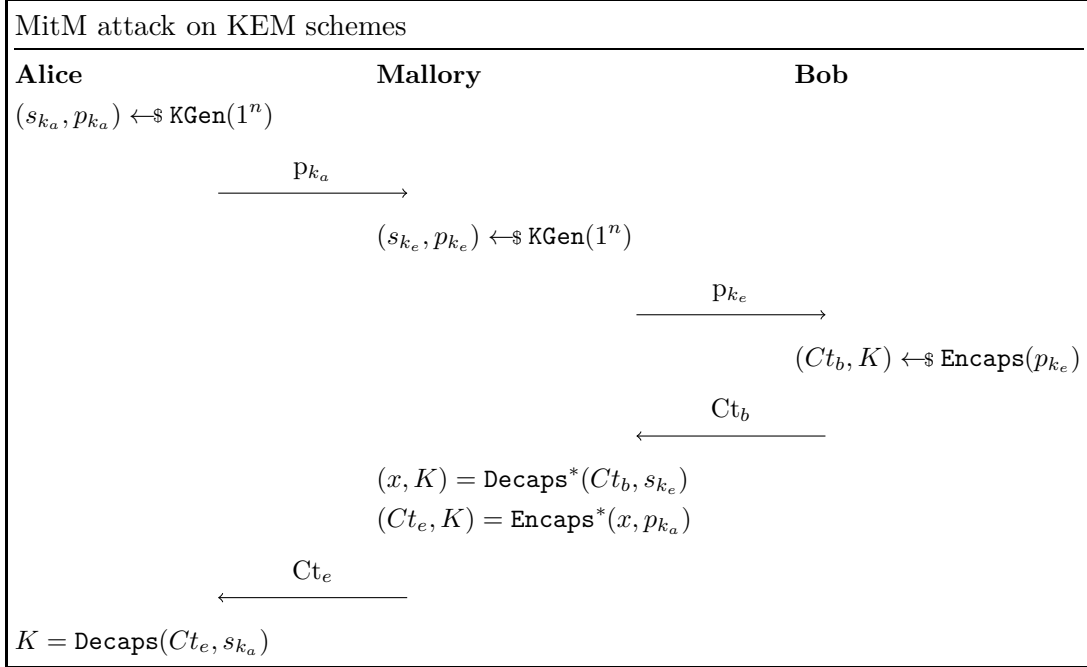 MitM attack on KEM schemes
Alice Mallory Bob
(s_{k_a}, p_{k_a}) ←$ KGen(1^n)
p_{k_a}
(s_{k_e}, p_{k_e}) ←$ KGen(1^n)
p_{k_e}
(Ct_b, K) ←$ Encaps(p_{k_e})
Ct_b
(x, K) = Decaps*(Ct_b, s_{k_e})
(Ct_e, K) = Encaps*(x, p_{k_a})
Ct_e
K = Decaps(Ct_e, s_{k_a})